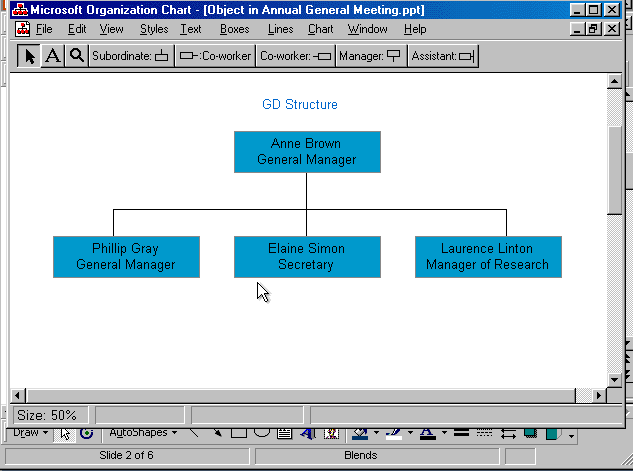 Microsoft Organization Chart - [Object in Annual General Meeting.ppt]
File Edit View Styles Text Boxes Lines Chart Window Help
A Subordinate: :Co-worker Co-worker: Manager: Assistant:
GD Structure
Anne Brown
General Manager
Phillip Gray
General Manager
Elaine Simon
Secretary
Laurence Linton
Manager of Research
Size: 50%
Draw AutoShapes A A
Slide 2 of 6 Blends